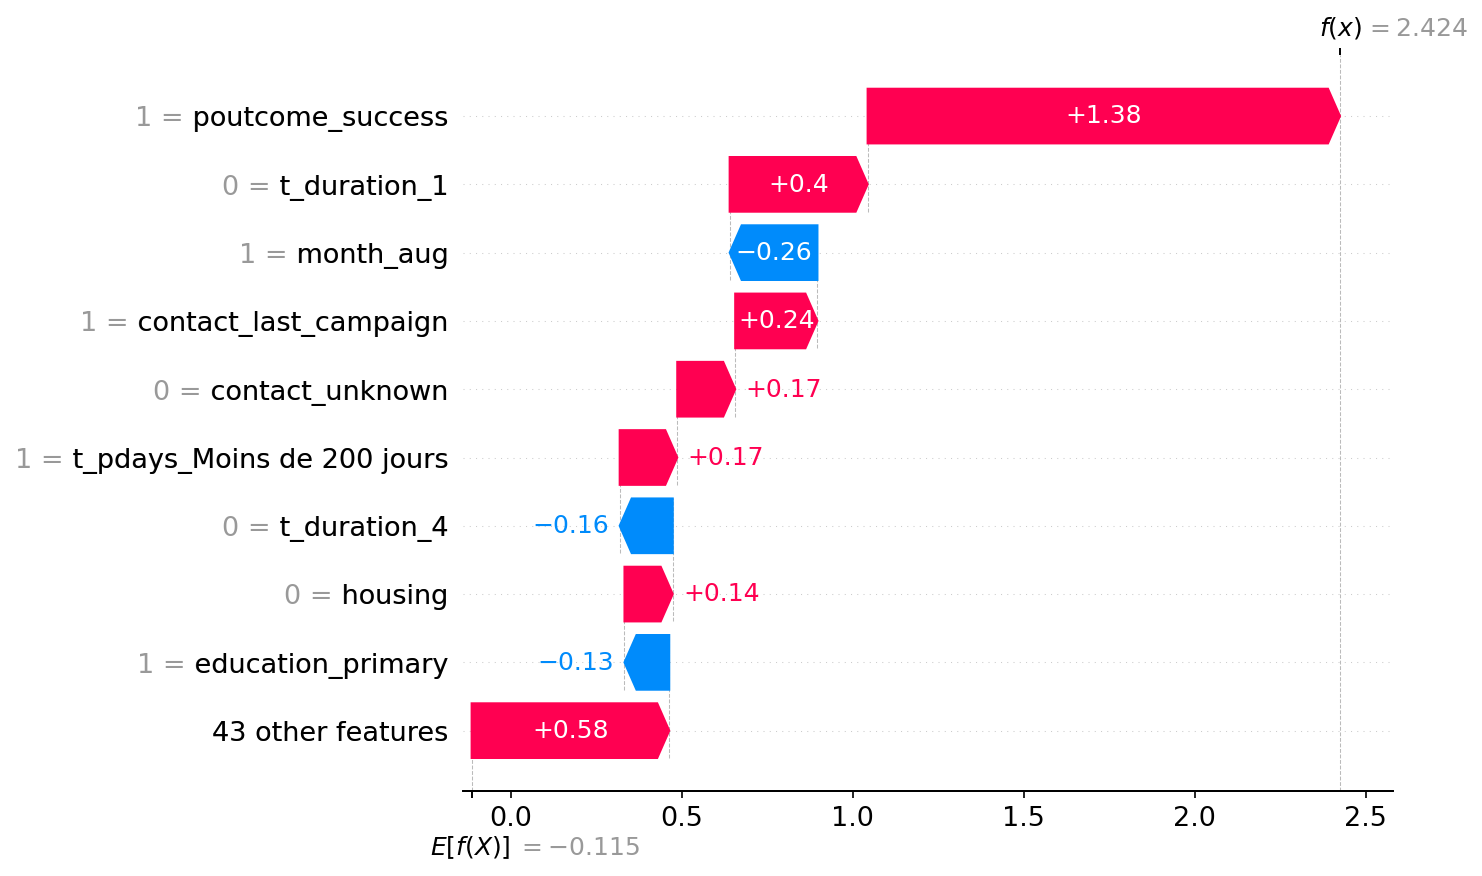 f(x) = 2.424
1 = poutcome_success
+1.38
0 = t_duration_1
+0.4
1 = month_aug
−0.26
1 = contact_last_campaign
+0.24
0 = contact_unknown
+0.17
1 = t_pdays_Moins de 200 jours
+0.17
0 = t_duration_4
−0.16
0 = housing
+0.14
1 = education_primary
−0.13
43 other features
+0.58
0.0 0.5 1.0 1.5 2.0 2.5
E[f(X)] = −0.115